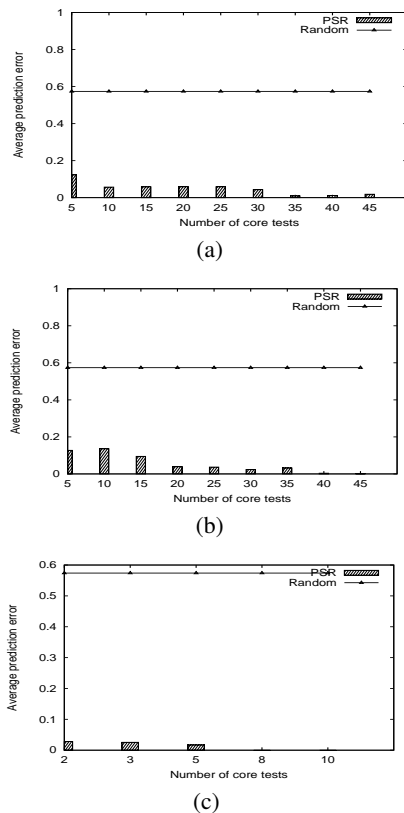 1
PSR
Random
0.8
0.6
0.4
0.2
0
Average prediction error
5 10 15 20 25 30 35 40 45
Number of core tests
(a)
1
PSR
Random
0.8
0.6
0.4
0.2
0
Average prediction error
5 10 15 20 25 30 35 40 45
Number of core tests
(b)
0.6
PSR
Random
0.5
0.4
0.3
0.2
0.1
0
Average prediction error
2 3 5 8 10
Number of core tests
(c)